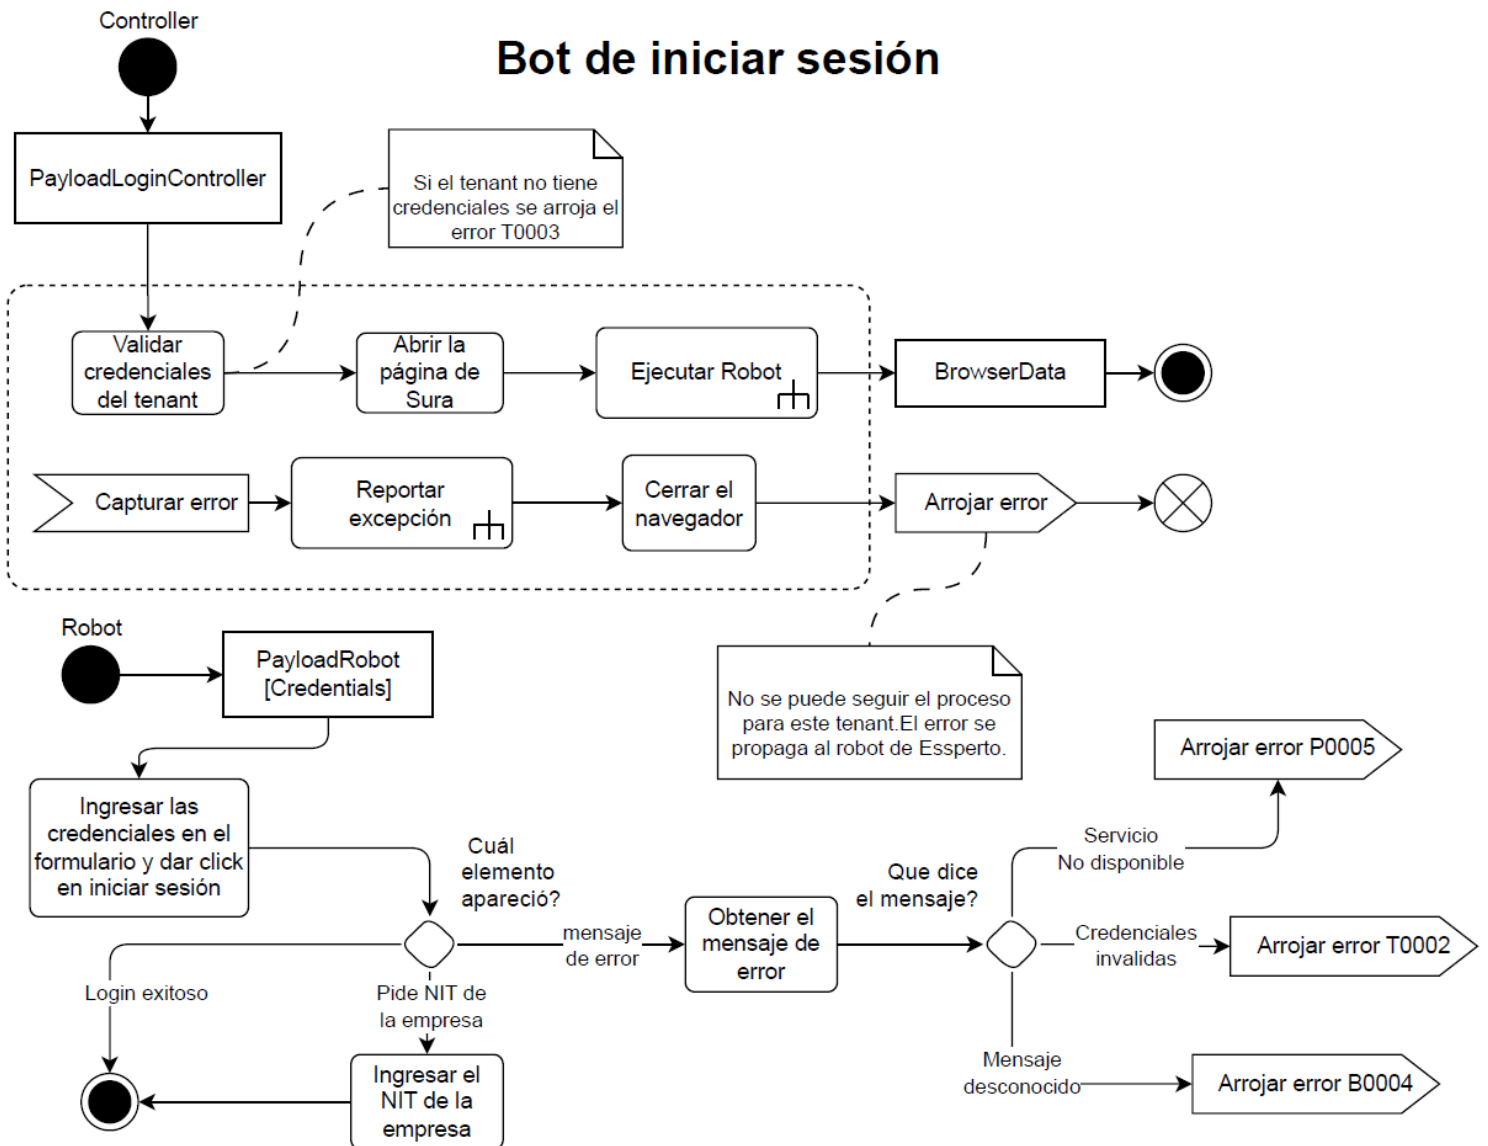 Controller
Bot de iniciar sesión
PayloadLoginController
Si el tenant no tiene
credenciales se arroja el
error T0003
Validar
credenciales
del tenant
Abrir la
página de
Sura
Ejecutar Robot
BrowserData
Capturar error
Reportar
excepción
Cerrar el
navegador
Arrojar error
Robot
PayloadRobot
[Credentials]
No se puede seguir el proceso
para este tenant.El error se
propaga al robot de Essperto.
Arrojar error P0005
Ingresar las
credenciales en el
formulario y dar click
en iniciar sesión
Cuál
elemento
apareció?
Que dice
el mensaje?
Servicio
No disponible
mensaje
de error
Obtener el
mensaje de
error
Credenciales
invalidas
Arrojar error T0002
Login exitoso
Pide NIT de
la empresa
Mensaje
desconocido
Arrojar error B0004
Ingresar el
NIT de la
empresa